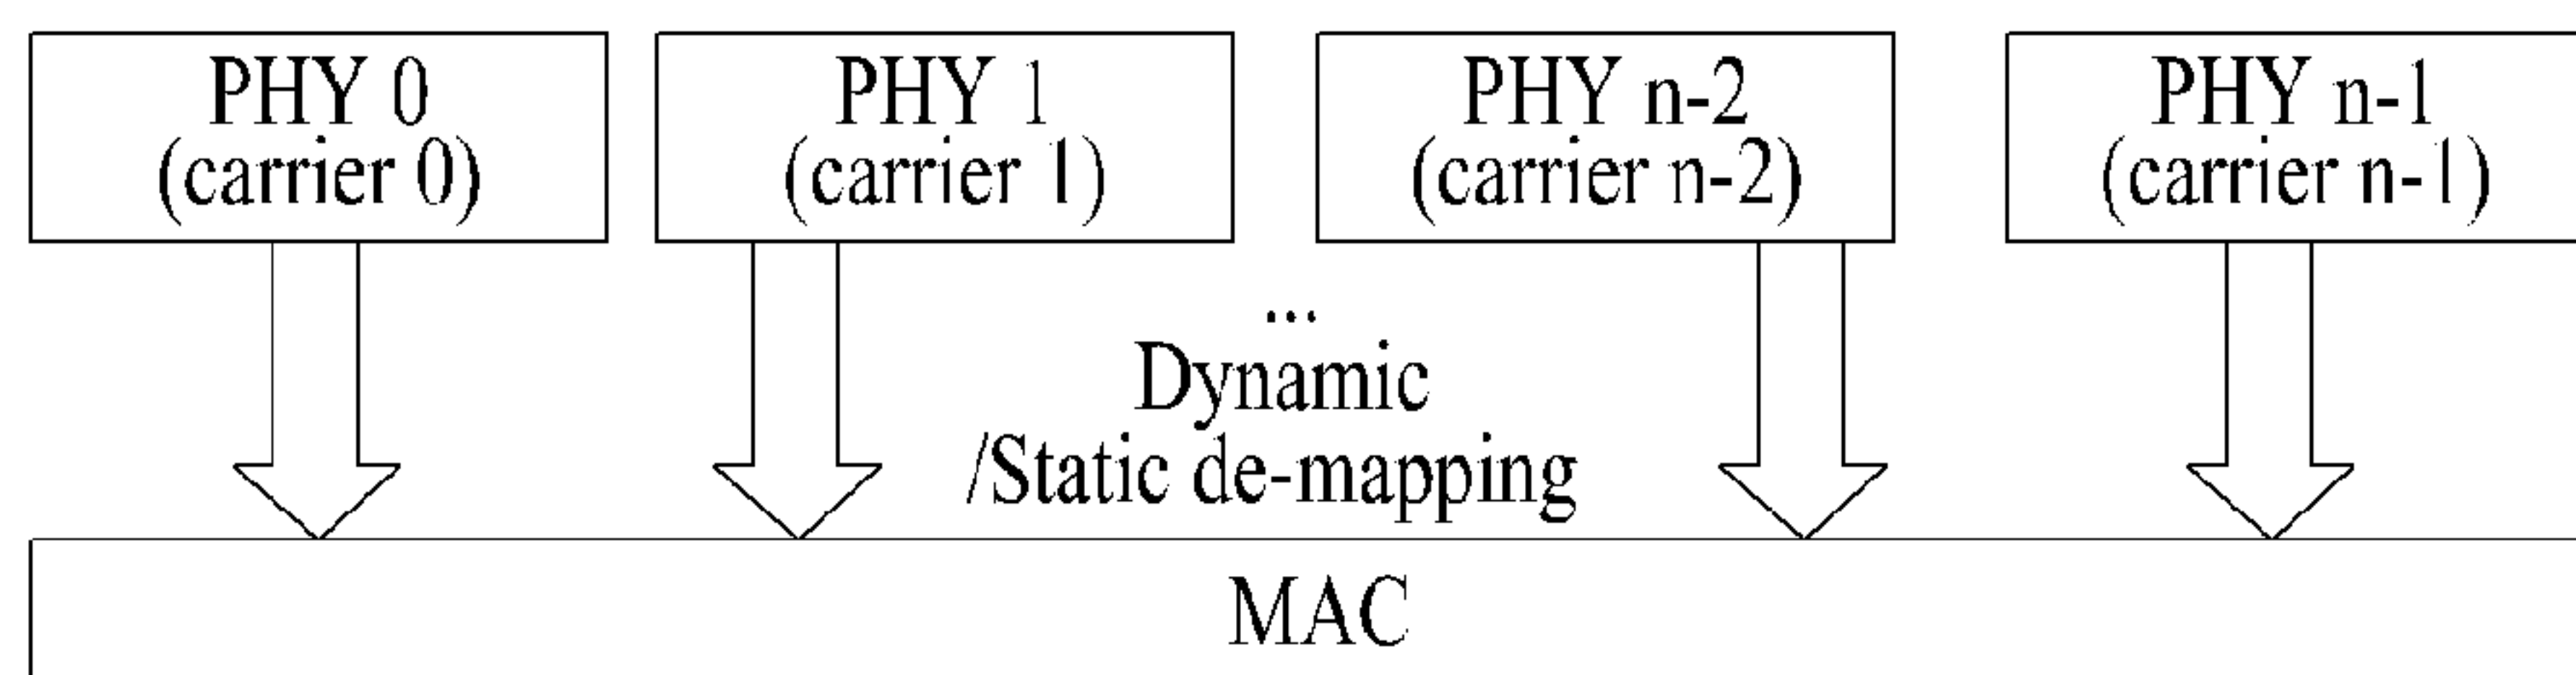 PHY 0
(carrier 0)
PHY 1
(carrier 1)
PHY n-2
(carrier n-2)
PHY n-1
(carrier n-1)
...
Dynamic
/Static de-mapping
MAC